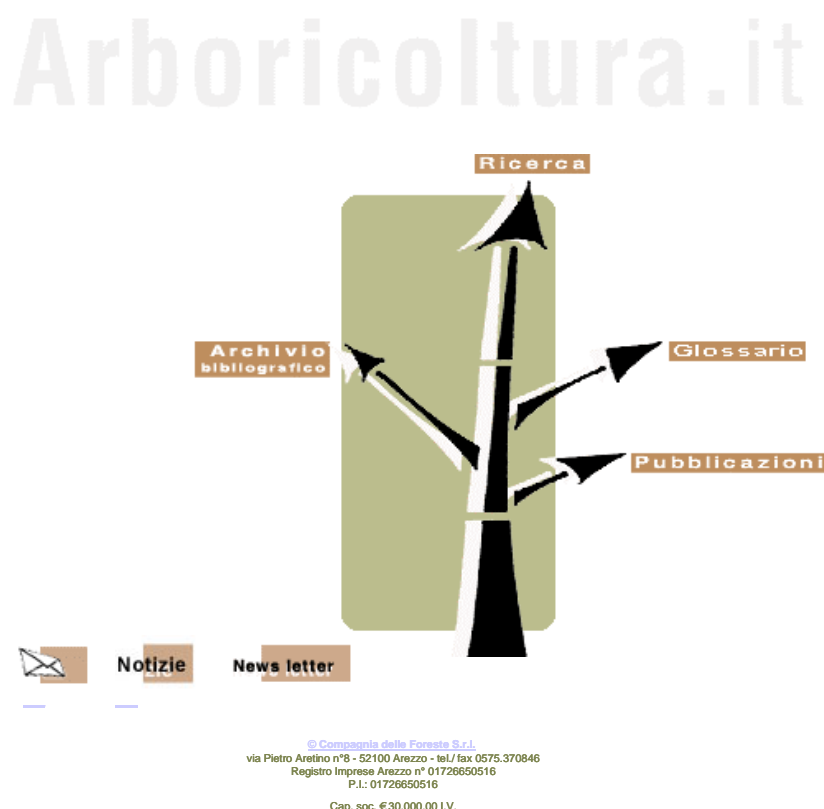 Arboricoltura.it
Ricerca
Archivio
bibliografico
Glossario
Pubblicazioni
Notizie
News letter
© Compagnia delle Foreste S.r.l.
via Pietro Aretino n°8 - 52100 Arezzo - tel./ fax 0575.370846
Registro Imprese Arezzo n° 01726650516
P.I.: 01726650516
Cap. soc. € 30.000,00 I.V.